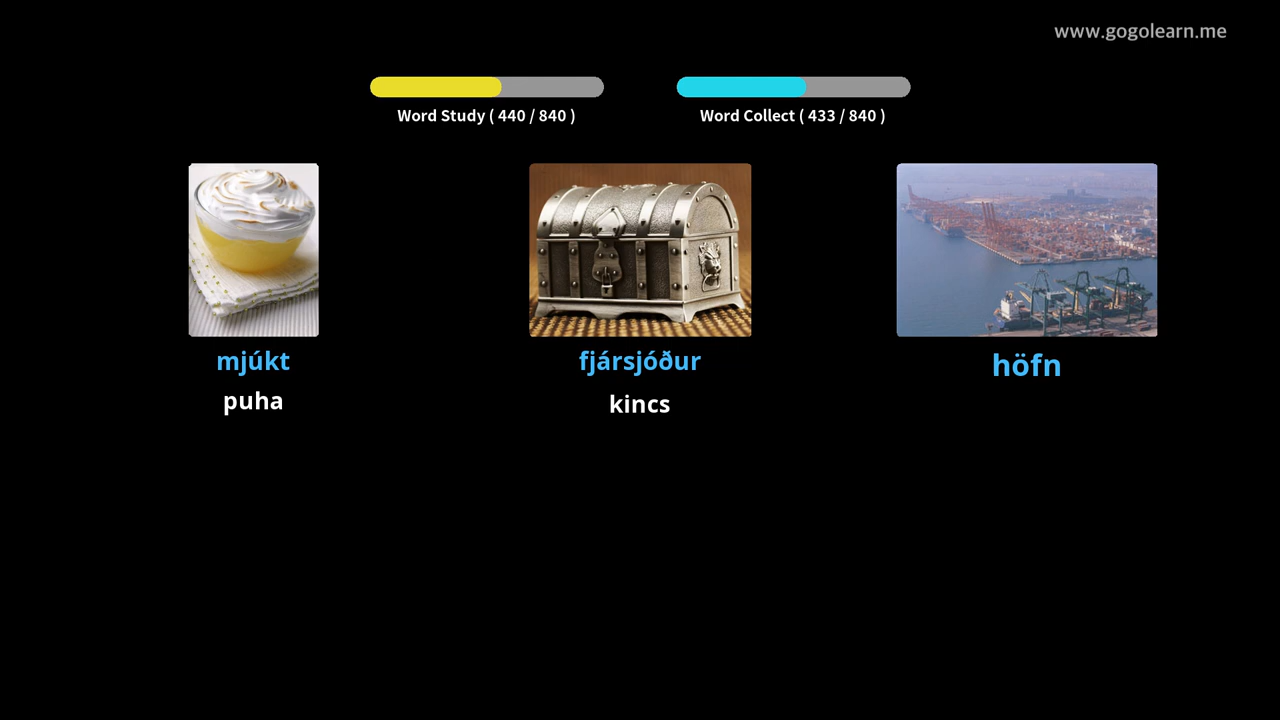 www.gogolearn.me
Word Study ( 440 / 840 )
Word Collect ( 433 / 840 )
mjúkt
puha
fjársjóður
kincs
höfn